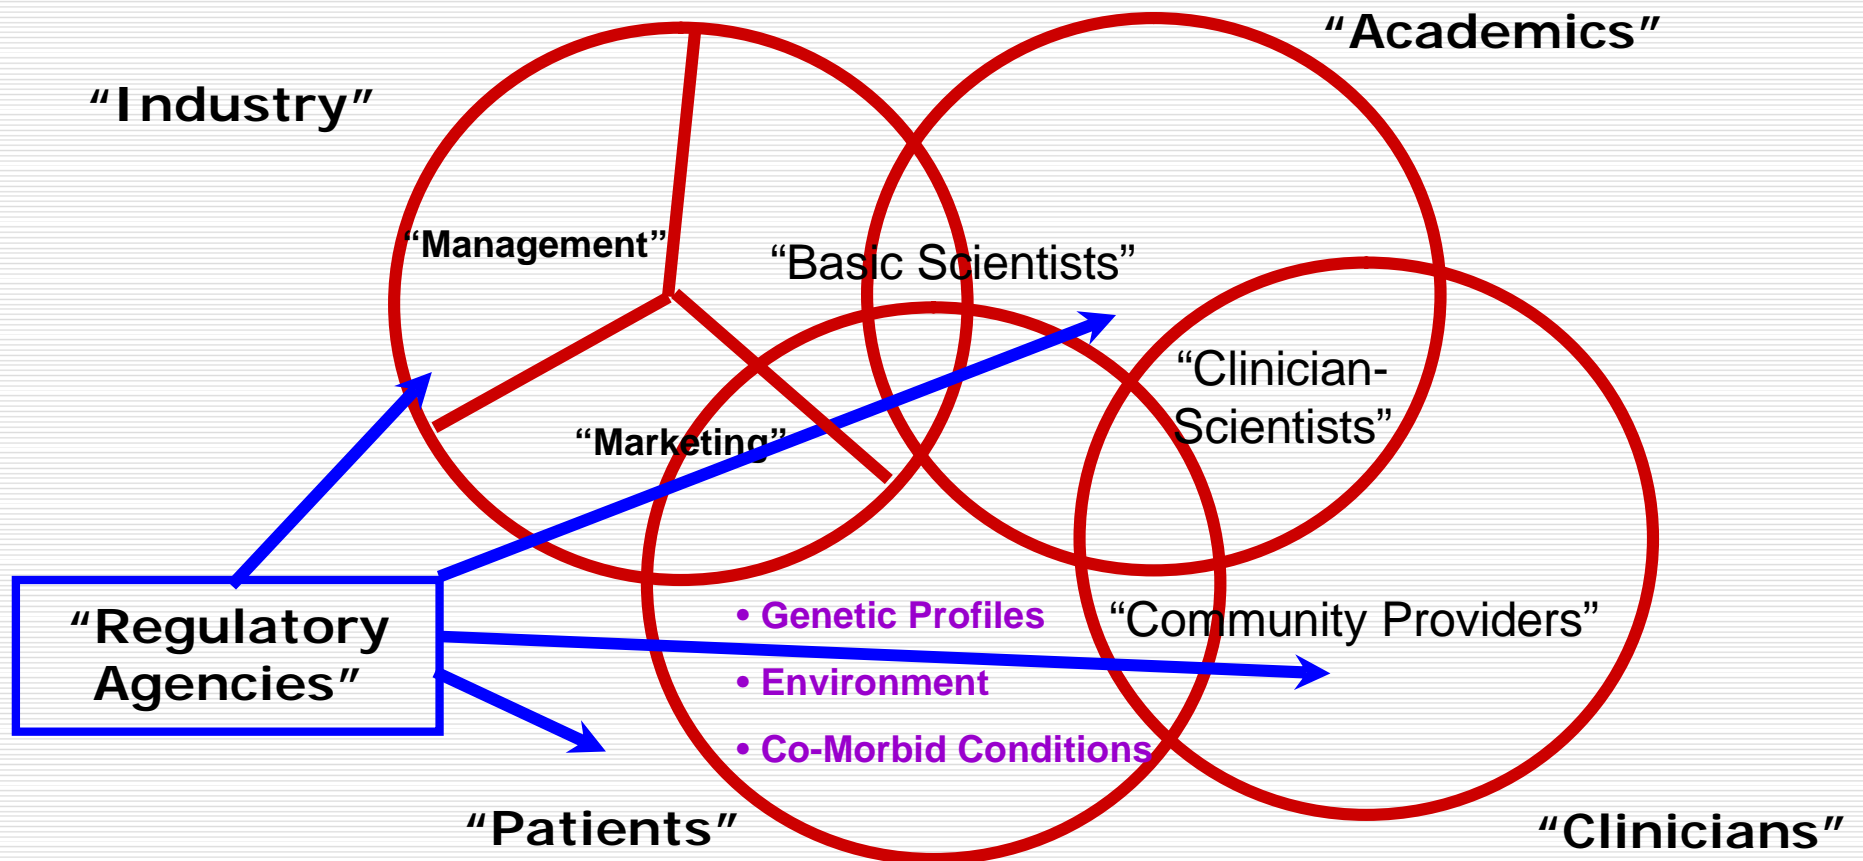 “Academics”
“Industry”
“Management”
“Basic Scientists”
“Clinician-
Scientists”
“Marketing”
“Regulatory
Agencies”
• Genetic Profiles
• Environment
• Co-Morbid Conditions
“Community Providers”
“Patients”
“Clinicians”